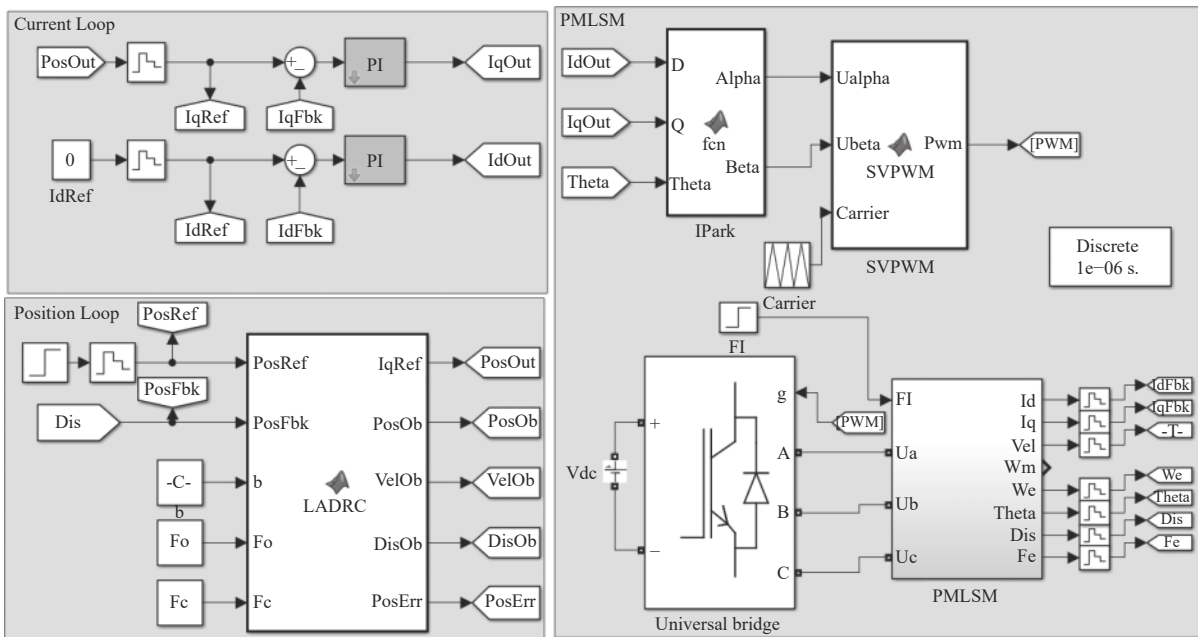 Current Loop
PosOut
PI
IqOut
IqRef
IqFbk
0
PI
IdOut
IdRef
IdRef
IdFbk
Position Loop
PosRef
PosFbk
Dis
PosRef
IqRef
PosOut
PosFbk
PosOb
PosOb
-C-
b
b
VelOb
VelOb
LADRC
Fo
Fo
DisOb
DisOb
Fc
Fc
PosErr
PosErr
PMLSM
IdOut
D
Alpha
Ualpha
IqOut
Q
fcn
Beta
Ubeta
Pwm
[PWM]
SVPWM
Theta
Theta
IPark
Carrier
SVPWM
Carrier
Discrete
1e−06 s.
FI
g
[PWM]
+
−
Vdc
A
B
C
Universal bridge
FI
Ua
Ub
Uc
Id
Iq
Vel
Wm
We
Theta
Dis
Fe
PMLSM
IdFbk
IqFbk
-T-
We
Theta
Dis
Fe